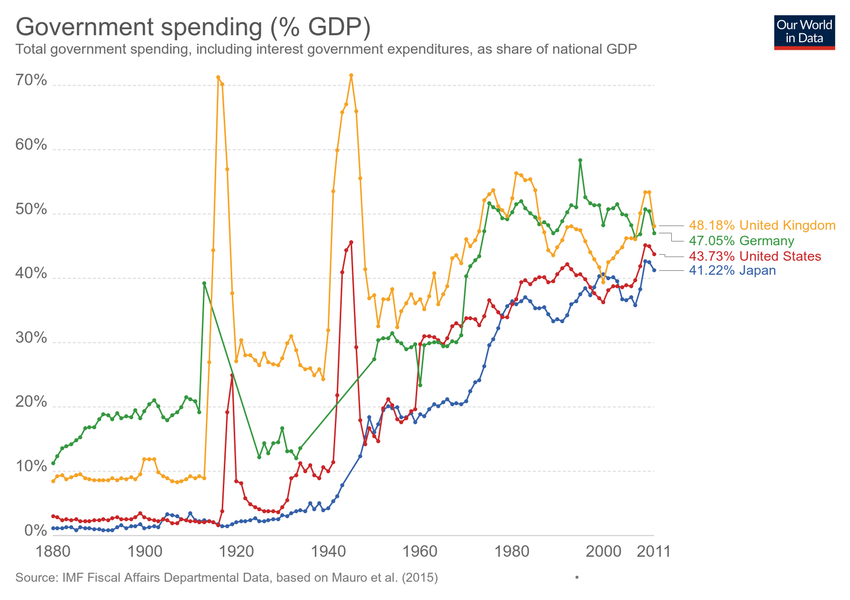 Government spending (% GDP)
Total government spending, including interest government expenditures, as share of national GDP
Our World
in Data
70%
60%
50%
40%
30%
20%
10%
0%
48.18% United Kingdom
47.05% Germany
43.73% United States
41.22% Japan
1880 1900 1920 1940 1960 1980 2000 2011
Source: IMF Fiscal Affairs Departmental Data, based on Mauro et al. (2015)